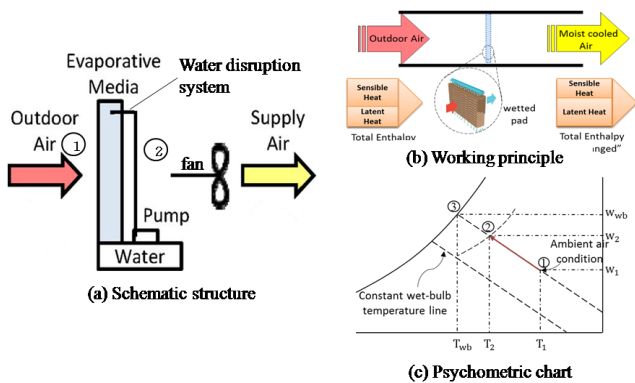 Evaporative
Media
Water disruption
system
Outdoor
Air
1
2
fan
Supply
Air
Pump
Water
(a) Schematic structure
Outdoor Air
Moist cooled
Air
Sensible
Heat
Latent
Heat
Total Enthalpy
wetted
pad
Sensible
Heat
Latent Heat
Total Enthalpy
nged"
(b) Working principle
3
2
1
Ambient air
condition
Constant wet-bulb
temperature line
Wwb
W2
W1
Twb
T2
T1
(c) Psychometric chart